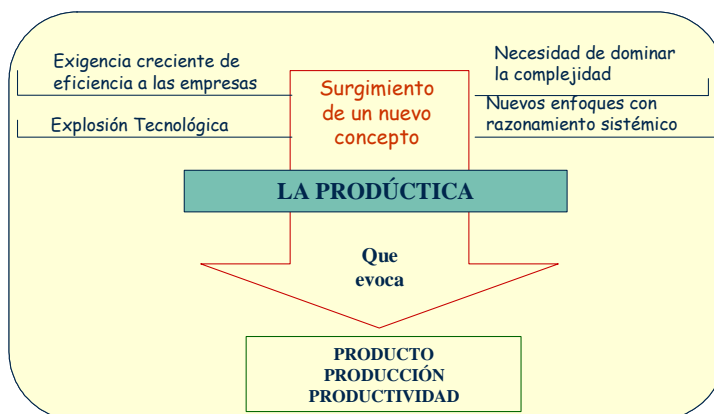 Exigencia creciente de
eficiencia a las empresas
Explosión Tecnológica
Surgimiento
de un nuevo
concepto
Necesidad de dominar
la complejidad
Nuevos enfoques con
razonamiento sistémico
LA PRODÚCTICA
Que
evoca
PRODUCTO
PRODUCCIÓN
PRODUCTIVIDAD